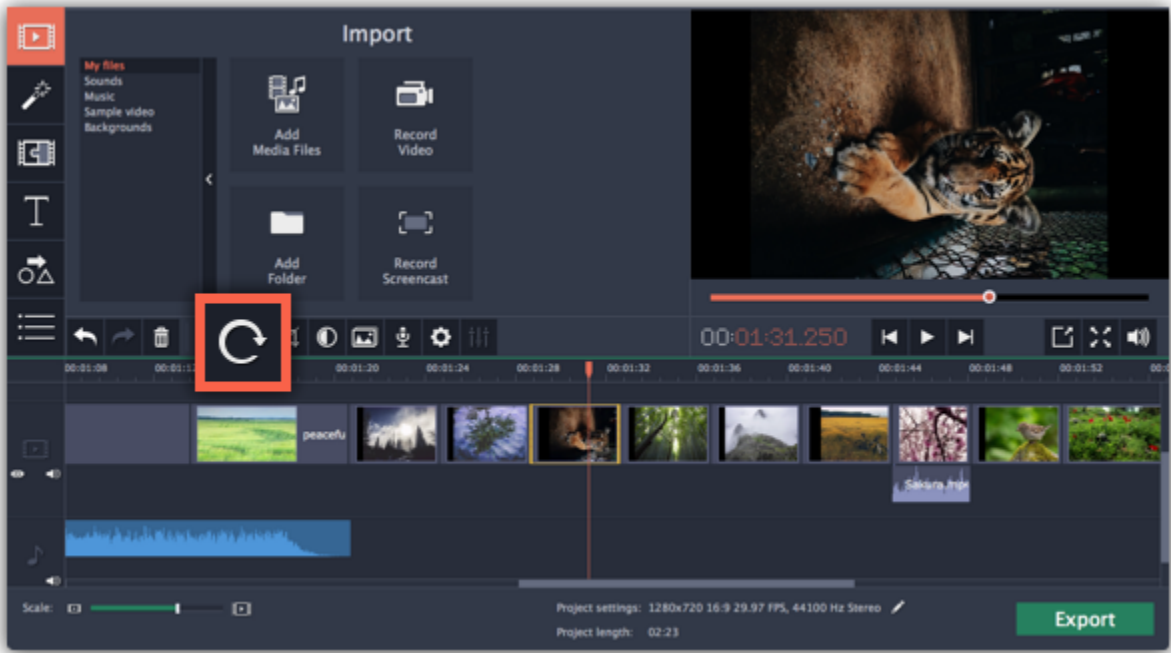 Import
My files
Sounds
Music
Sample video
Backgrounds
Add
Media Files
Record
Video
Add
Folder
Record
Screencast
00:01:31.250
00:01:08
00:01:20
00:01:24
00:01:28
00:01:32
00:01:36
00:01:40
00:01:44
00:01:48
00:01:52
peacefu
Scale:
Project settings: 1280x720 16:9 29.97 FPS, 44100 Hz Stereo
Project length: 02:23
Export